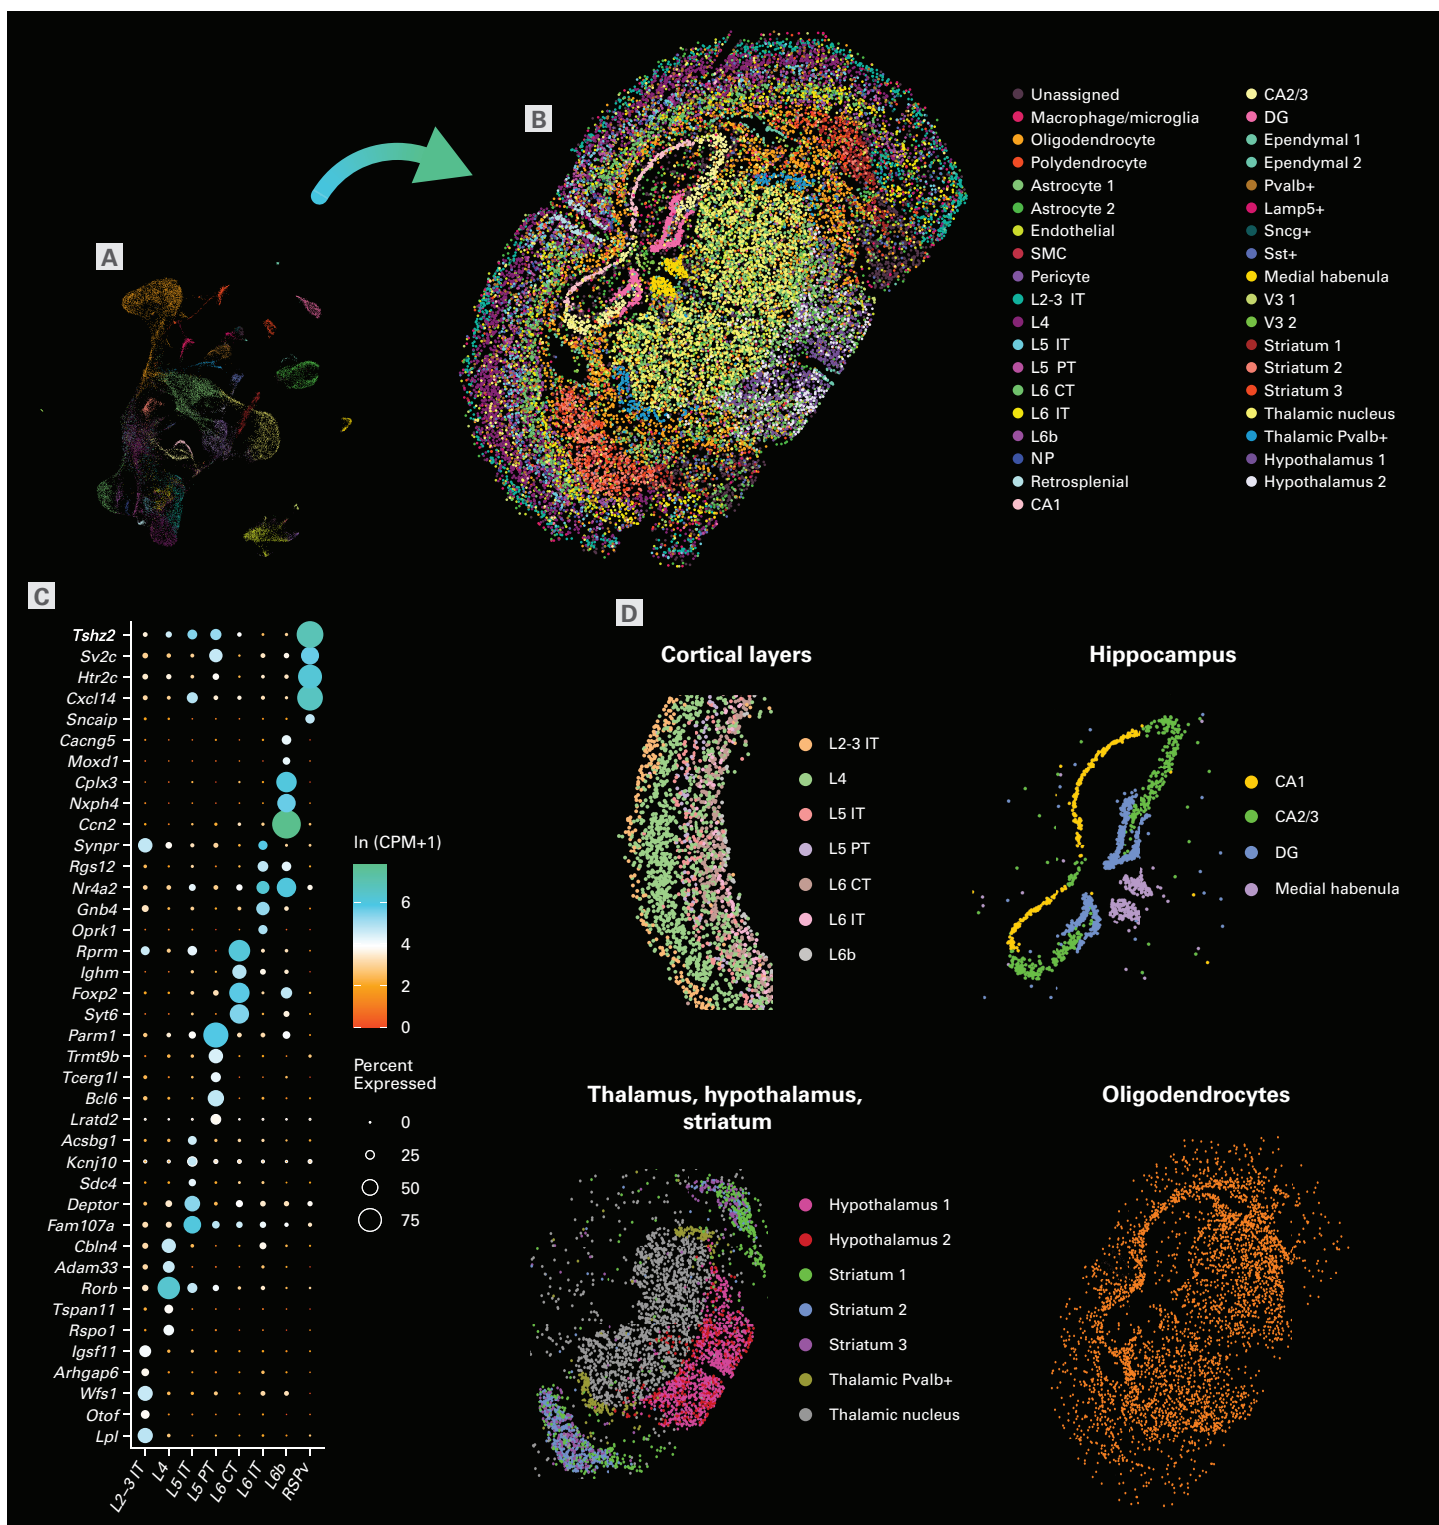 A
B
Unassigned
Macrophage/microglia
Oligodendrocyte
Polydendrocyte
Astrocyte 1
Astrocyte 2
Endothelial
SMC
Pericyte
L2-3 IT
L4
L5 IT
L5 PT
L6 CT
L6 IT
L6b
NP
Retrosplenial
CA1
CA2/3
DG
Ependymal 1
Ependymal 2
Pvalb+
Lamp5+
Sncg+
Sst+
Medial habenula
V3 1
V3 2
Striatum 1
Striatum 2
Striatum 3
Thalamic nucleus
Thalamic Pvalb+
Hypothalamus 1
Hypothalamus 2
C
Tshz2
Sv2c
Htr2c
Cxcl14
Sncaip
Cacng5
Moxd1
Cplx3
Nxph4
Ccn2
Synpr
Rgs12
Nr4a2
Gnb4
Oprk1
Rprm
Ighm
Foxp2
Syt6
Parm1
Trmt9b
Tcerg1l
Bcl6
Lratd2
Acsbg1
Kcnj10
Sdc4
Deptor
Fam107a
Cbln4
Adam33
Rorb
Tspan11
Rspo1
Igsf11
Arhgap6
Wfs1
Otof
Lpl
L2–3 IT
L4
L5 IT
L5 PT
L6 CT
L6 IT
L6b
RSPv
ln (CPM+1)
6
4
2
0
Percent
Expressed
0
25
50
75
D
Cortical layers
L2-3 IT
L4
L5 IT
L5 PT
L6 CT
L6 IT
L6b
Hippocampus
CA1
CA2/3
DG
Medial habenula
Thalamus, hypothalamus,
striatum
Hypothalamus 1
Hypothalamus 2
Striatum 1
Striatum 2
Striatum 3
Thalamic Pvalb+
Thalamic nucleus
Oligodendrocytes